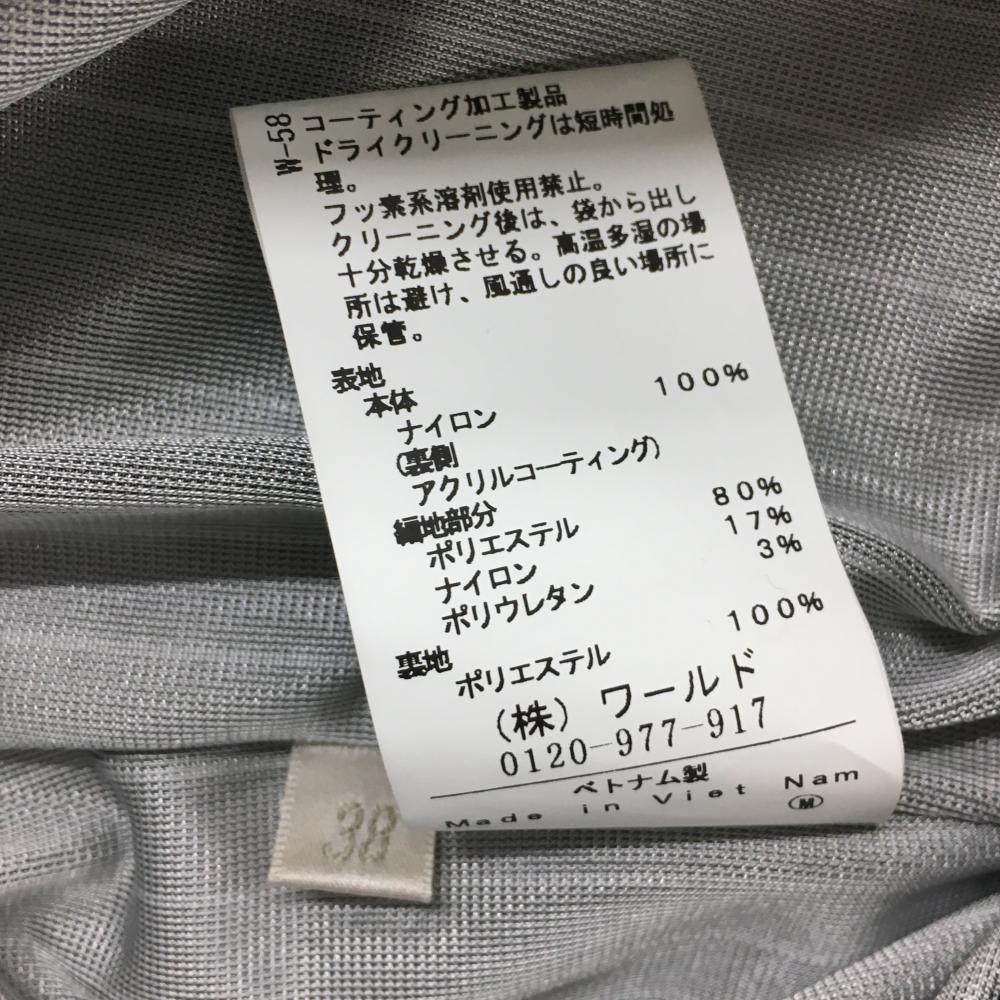 W-58
コーティング加工製品
ドライクリーニングは短時間処
理。
フッ素系溶剤使用禁止。
クリーニング後は、袋から出し
十分乾燥させる。高温多湿の場
所は避け、風通しの良い場所に
保管。
表地
本体
ナイロン 100%
(裏側
アクリルコーティング)
編地部分
ポリエステル 80%
ナイロン 17%
ポリウレタン 3%
裏地
ポリエステル 100%
(株) ワールド
0120-977-917
ベトナム製
Made in Viet Nam
M
38